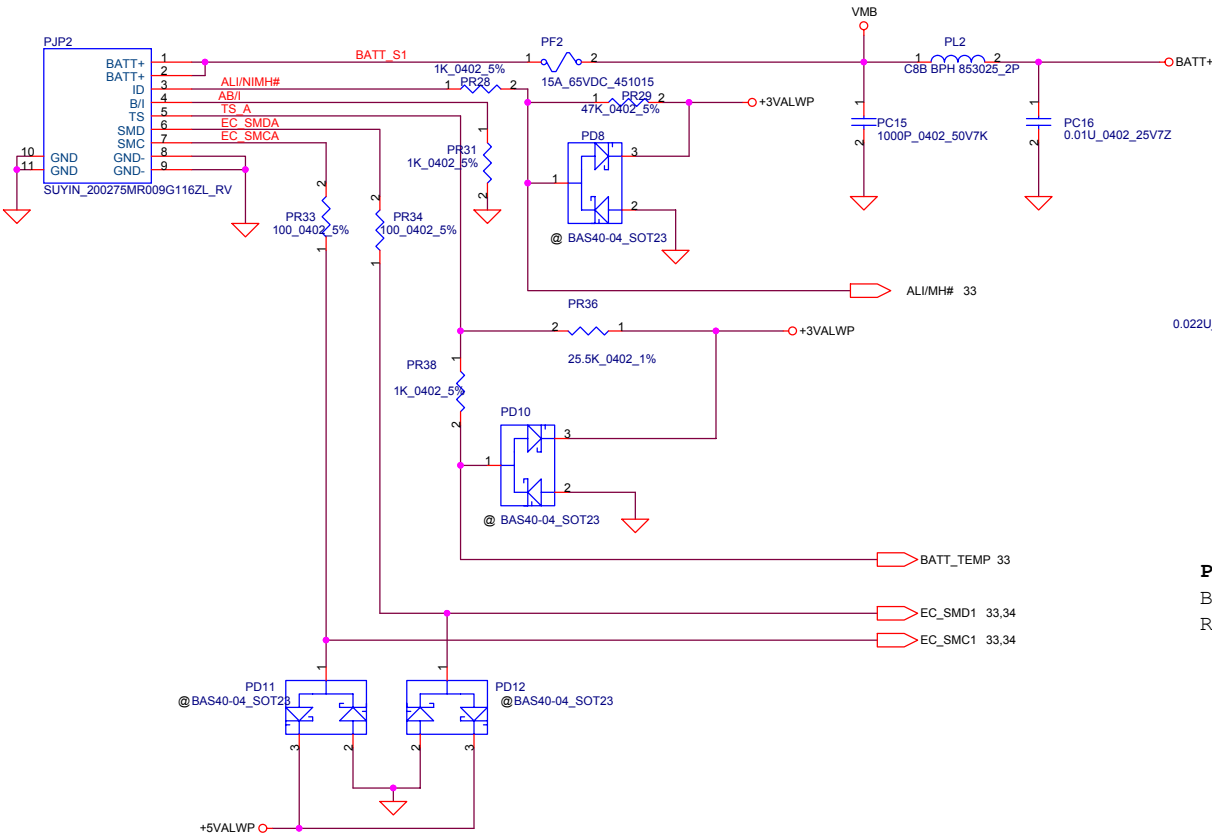 VMB
PJP2
BATT+ 1
BATT+ 2
ID 3
B/I 4
TS 5
SMD 6
SMC 7
GND- 8
GND- 9
10 GND
11 GND
SUYIN_200275MR009G116ZL_RV
BATT_S1
ALI/NIMH#
AB/I
TS_A
EC_SMDA
EC_SMCA
PF2
1 2
15A_65VDC_451015
PL2
1 2
C8B BPH 853025_2P
BATT+
1K_0402_5%
1 PR28 2
1 PR29 2
47K_0402_5%
+3VALWP
1
PC15
1000P_0402_50V7K
2
1
PC16
0.01U_0402_25V7Z
2
1
PR31
1K_0402_5%
2
PD8
3
1
2
@ BAS40-04_SOT23
2
PR33
100_0402_5%
1
2
PR34
100_0402_5%
1
ALI/MH# 33
PR36
2 1
+3VALWP
25.5K_0402_1%
0.022U
1
PR38
1K_0402_5%
2
PD10
3
1
2
@ BAS40-04_SOT23
BATT_TEMP 33
EC_SMD1 33,34
EC_SMC1 33,34
P
B
R
1
PD11
@BAS40-04_SOT23
3 2
1
PD12
@BAS40-04_SOT23
2 3
+5VALWP